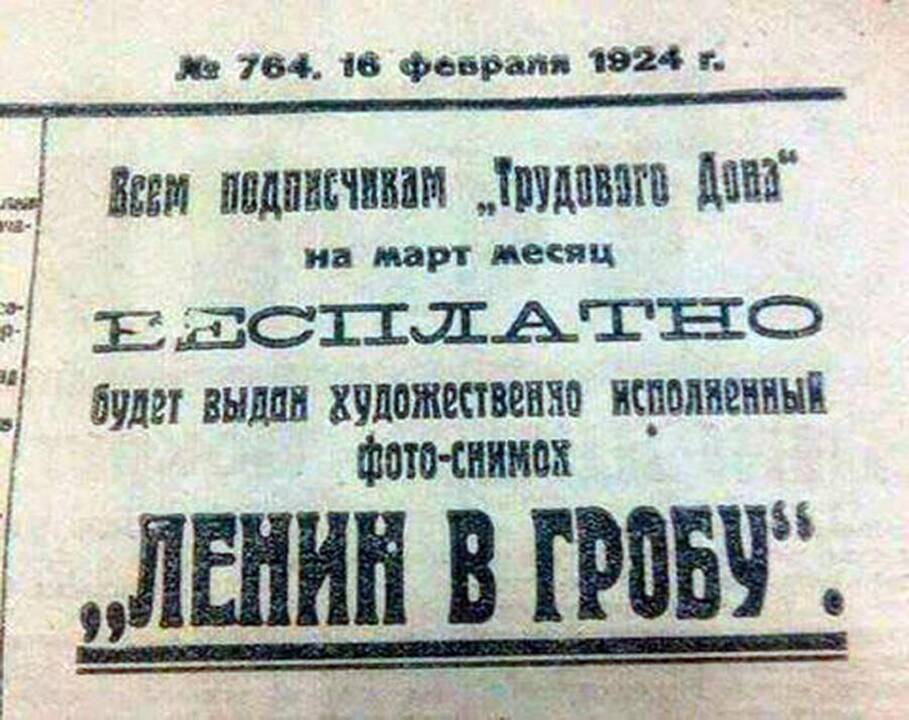 № 764. 16 февраля 1924 г.
Всем подписчикам „Трудового Дона“
на март месяц
БЕСПЛАТНО
будет выдан художественно исполненный
фото-снимок
„ЛЕНИН В ГРОБУ“.